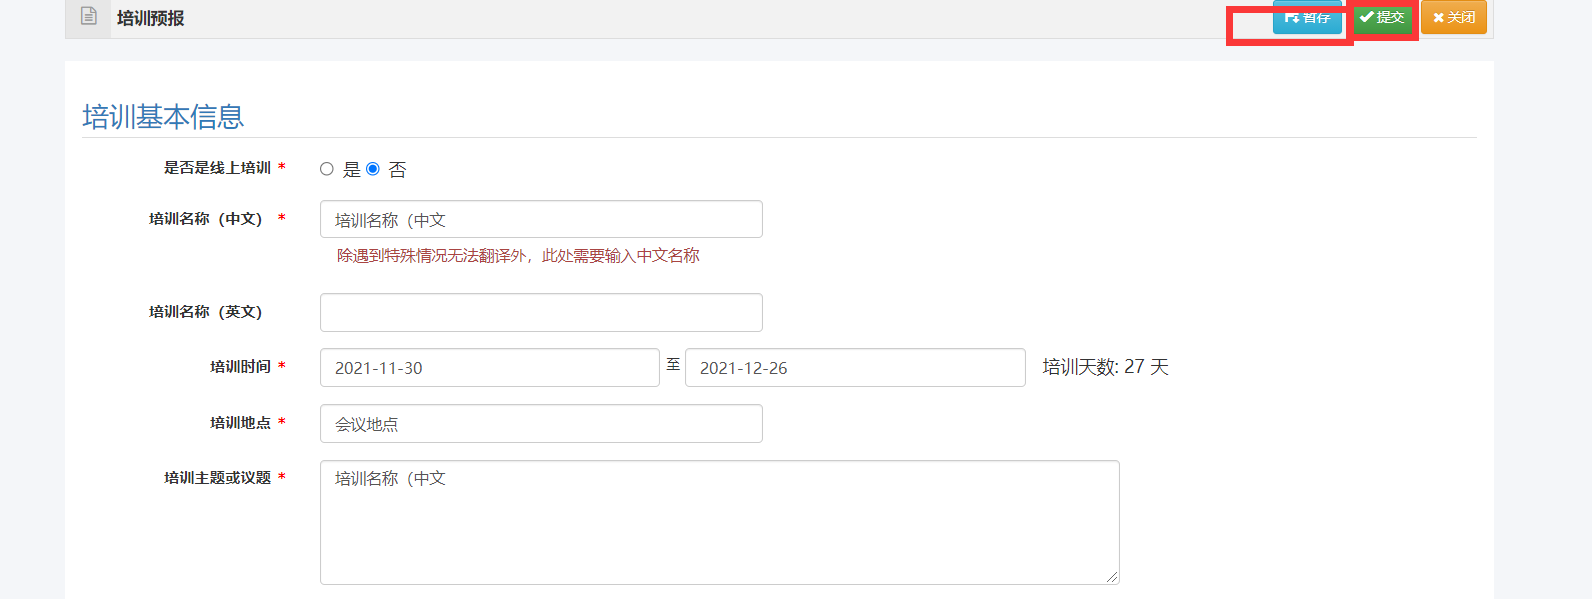 培训预报
暂存 提交 关闭
培训基本信息
是否是线上培训 * 是 否
培训名称（中文） * 培训名称（中文
除遇到特殊情况无法翻译外，此处需要输入中文名称
培训名称（英文）
培训时间 * 2021-11-30 至 2021-12-26 培训天数: 27 天
培训地点 * 会议地点
培训主题或议题 * 培训名称（中文